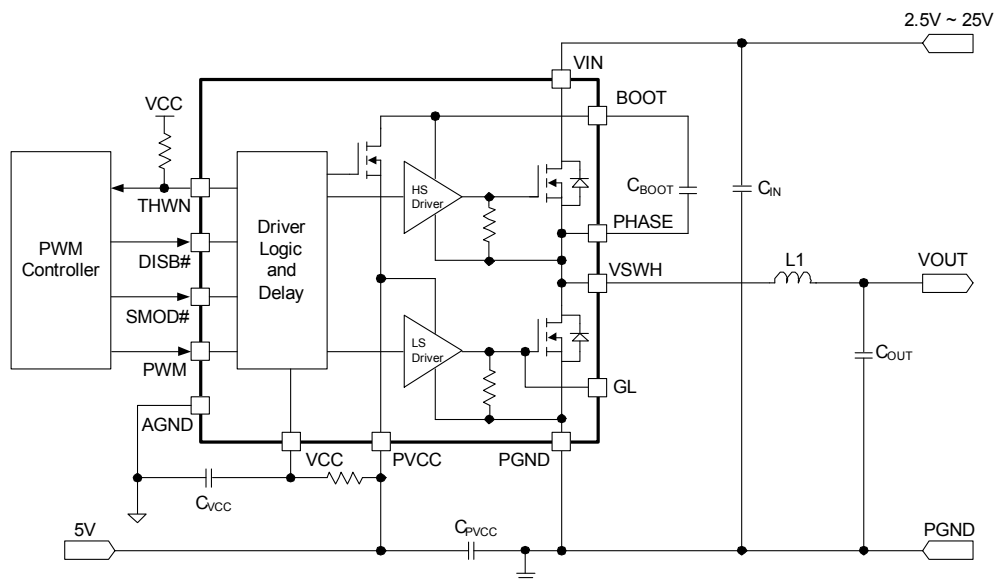 2.5V ~ 25V
VIN
BOOT
VCC
THWN
DISB#
SMOD#
PWM
AGND
PWM
Controller
Driver
Logic
and
Delay
HS
Driver
LS
Driver
CBOOT
CIN
PHASE
VSWH
L1
VOUT
COUT
GL
VCC
PVCC
PGND
CVCC
5V
CPVCC
PGND